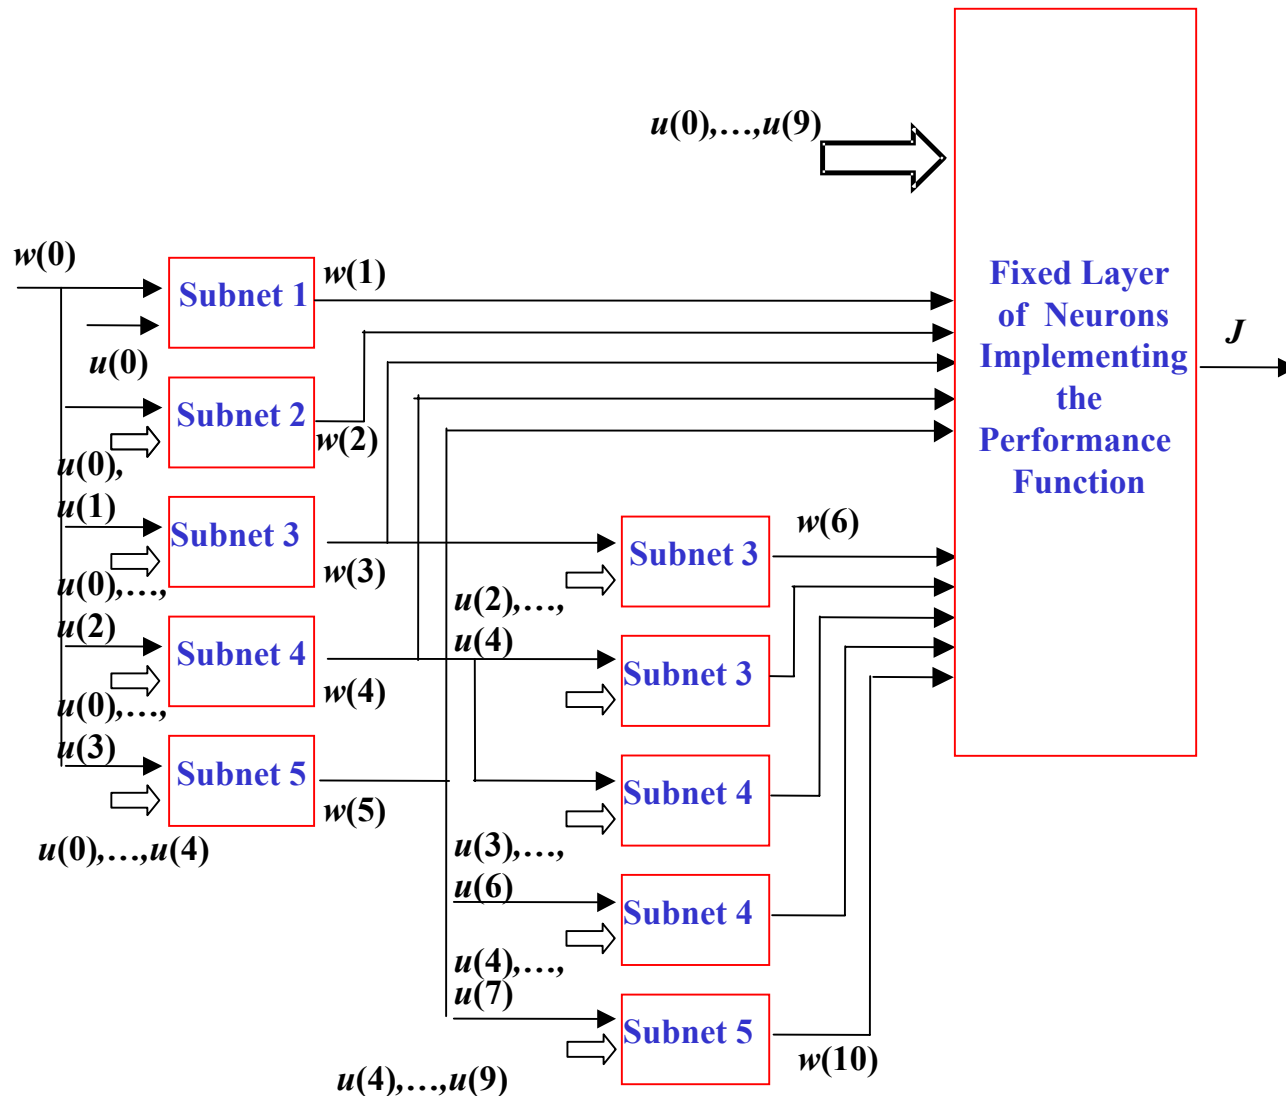 u(0),…,u(9)
w(0)
Subnet 1
w(1)
u(0)
Subnet 2
w(2)
u(0),
u(1)
Subnet 3
w(3)
u(0),…,
u(2)
Subnet 4
w(4)
u(0),…,
u(3)
Subnet 5
w(5)
u(0),…,u(4)
Subnet 3
w(6)
u(2),…,
u(4)
Subnet 3
Subnet 4
u(3),…,
u(6)
Subnet 4
u(4),…,
u(7)
Subnet 5
w(10)
u(4),…,u(9)
Fixed Layer
of Neurons
Implementing
the
Performance
Function
J